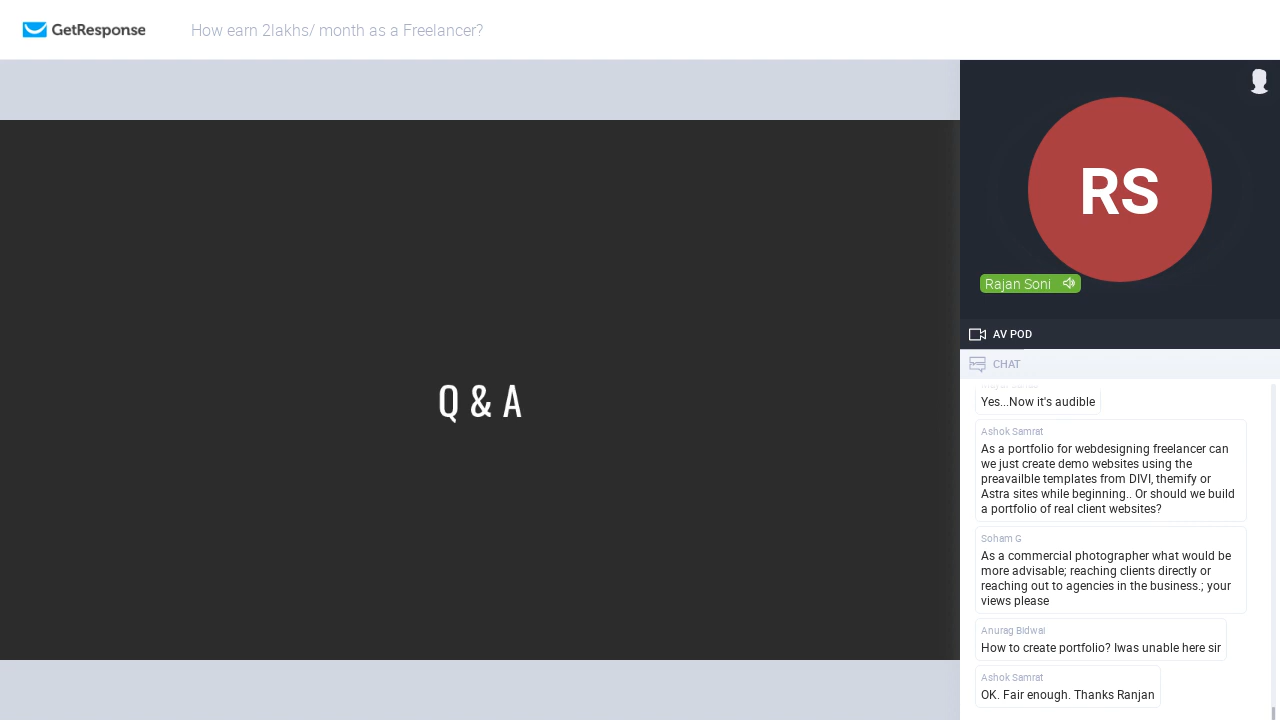 GetResponse
How earn 2lakhs/ month as a Freelancer?
Q & A
RS
Rajan Soni
AV POD
CHAT
Yes...Now it's audible
Ashok Samrat
As a portfolio for webdesigning freelancer can
we just create demo websites using the
preavailble templates from DIVI, themify or
Astra sites while beginning.. Or should we build
a portfolio of real client websites?
Soham G
As a commercial photographer what would be
more advisable; reaching clients directly or
reaching out to agencies in the business.; your
views please
Anurag Bidwai
How to create portfolio? Iwas unable here sir
Ashok Samrat
OK. Fair enough. Thanks Ranjan